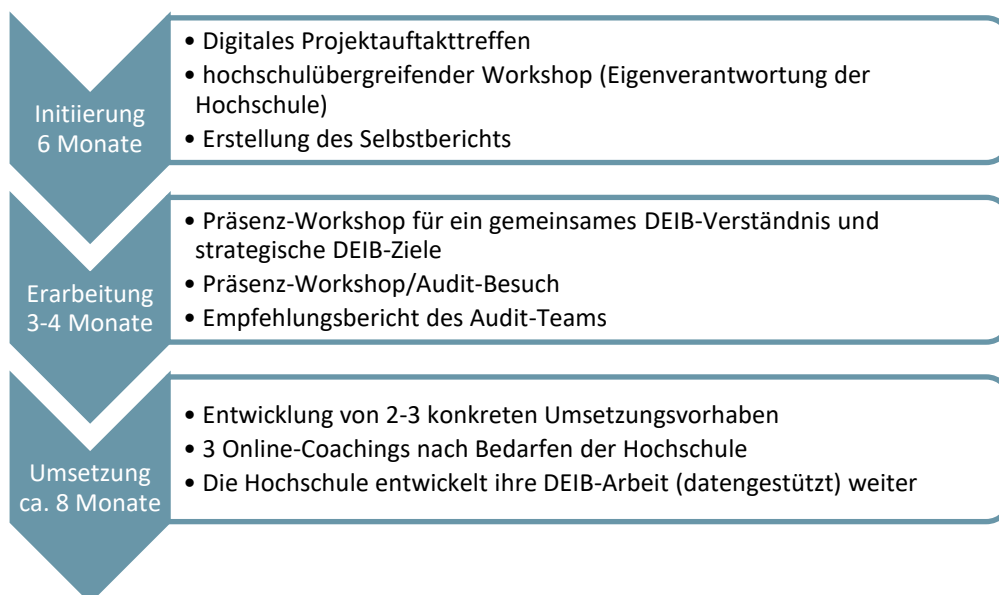 Initiierung
6 Monate
• Digitales Projektauftakttreffen
• hochschulübergreifender Workshop (Eigenverantwortung der
Hochschule)
• Erstellung des Selbstberichts
Erarbeitung
3-4 Monate
• Präsenz-Workshop für ein gemeinsames DEIB-Verständnis und
strategische DEIB-Ziele
• Präsenz-Workshop/Audit-Besuch
• Empfehlungsbericht des Audit-Teams
Umsetzung
ca. 8 Monate
• Entwicklung von 2-3 konkreten Umsetzungsvorhaben
• 3 Online-Coachings nach Bedarfen der Hochschule
• Die Hochschule entwickelt ihre DEIB-Arbeit (datengestützt) weiter